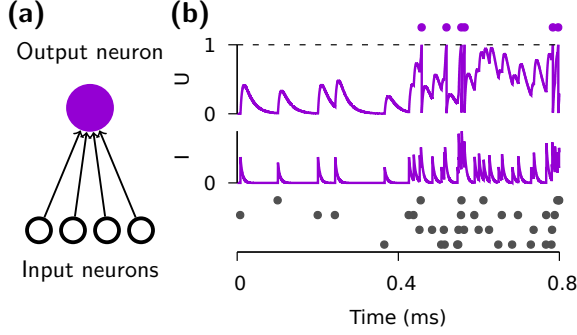 (a)
Output neuron
Input neurons
(b)
1
U
0
I
0
0
0.4
0.8
Time (ms)